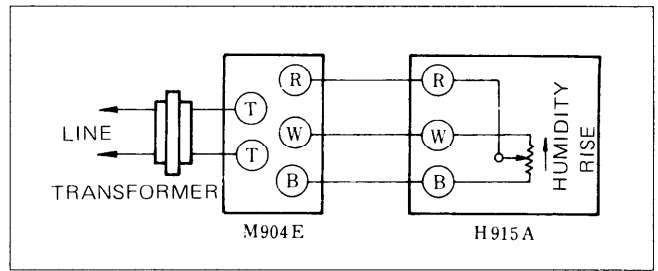 R
R
T
LINE
W
W
T
B
B
TRANSFORMER
HUMIDITY
RISE
M904E
H915A